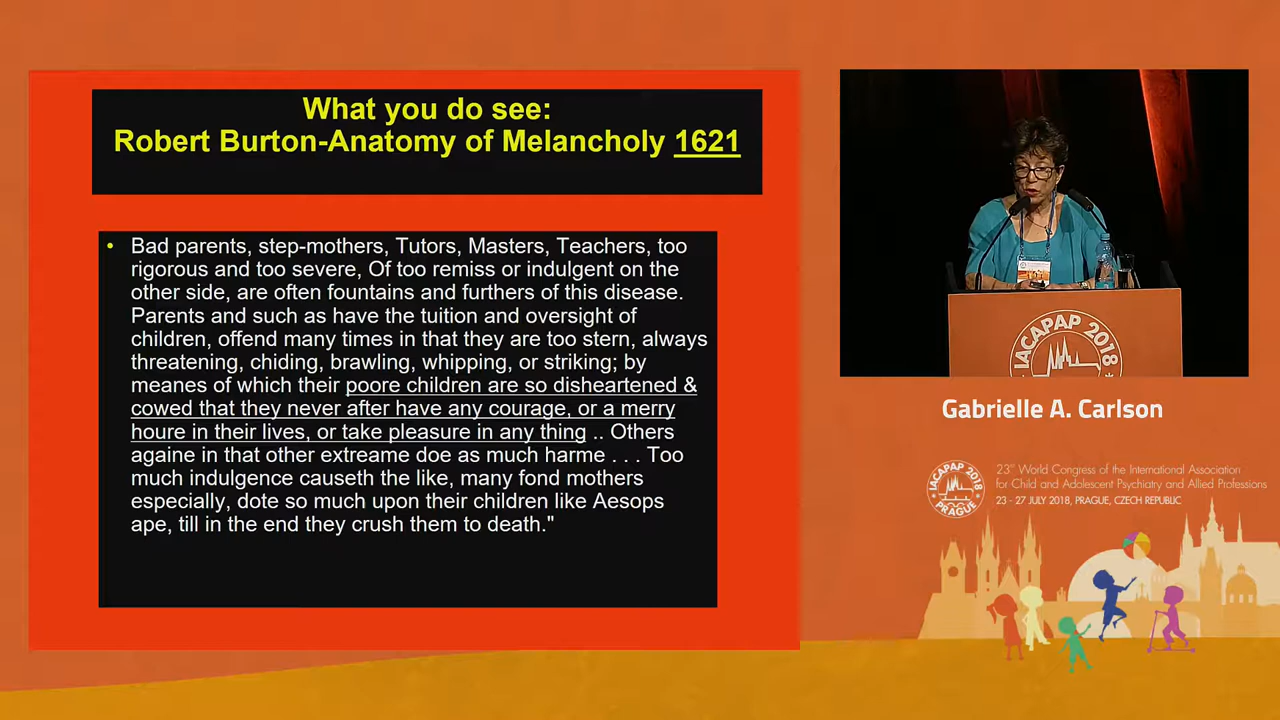 What you do see:
Robert Burton-Anatomy of Melancholy 1621
• Bad parents, step-mothers, Tutors, Masters, Teachers, too
rigorous and too severe, Of too remiss or indulgent on the
other side, are often fountains and furthers of this disease.
Parents and such as have the tuition and oversight of
children, offend many times in that they are too stern, always
threatening, chiding, brawling, whipping, or striking; by
meanes of which their poore children are so disheartened &
cowed that they never after have any courage, or a merry
houre in their lives, or take pleasure in any thing .. Others
againe in that other extreame doe as much harme . . . Too
much indulgence causeth the like, many fond mothers
especially, dote so much upon their children like Aesops
ape, till in the end they crush them to death."
IACAPAP 2018
Gabrielle A. Carlson
IACAPAP 2018
PRAGUE
23rd World Congress of the International Association
for Child and Adolescent Psychiatry and Allied Professions
23 - 27 JULY 2018, PRAGUE, CZECH REPUBLIC